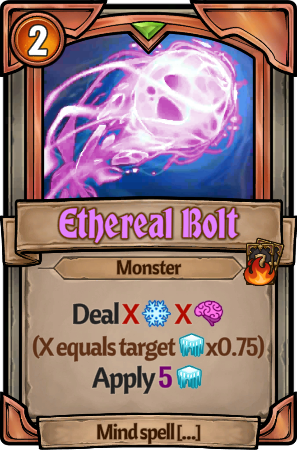 2
Ethereal Bolt
Monster
Deal X X
(X equals target x0.75)
Apply 5
Mind spell [...]